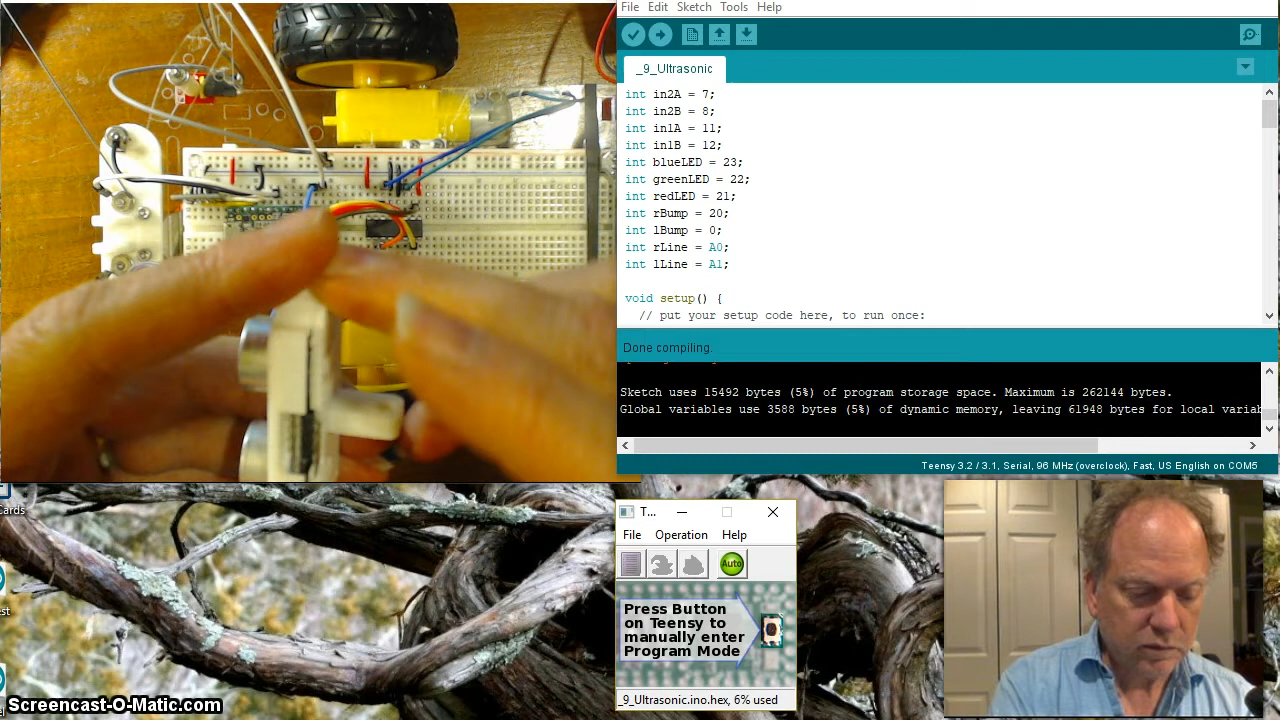 File Edit Sketch Tools Help
_9_Ultrasonic
int in2A = 7;
int in2B = 8;
int in1A = 11;
int in1B = 12;
int blueLED = 23;
int greenLED = 22;
int redLED = 21;
int rBump = 20;
int lBump = 0;
int rLine = A0;
int lLine = A1;
void setup() {
// put your setup code here, to run once:
Done compiling.
Sketch uses 15492 bytes (5%) of program storage space. Maximum is 262144 bytes.
Global variables use 3588 bytes (5%) of dynamic memory, leaving 61948 bytes for local variab
Teensy 3.2 / 3.1, Serial, 96 MHz (overclock), Fast, US English on COM5
T...
File Operation Help
Auto
Press Button
on Teensy to
manually enter
Program Mode
_9_Ultrasonic.ino.hex, 6% used
Cards
est
Screencast-O-Matic.com